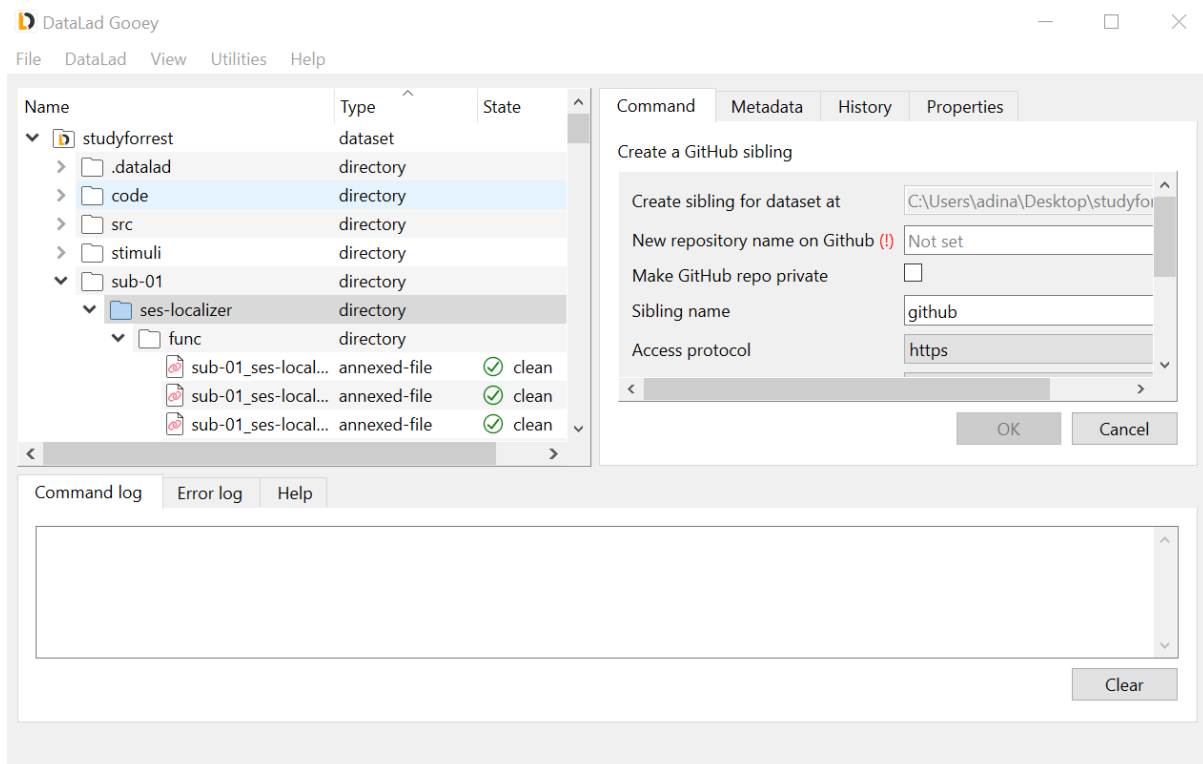 DataLad Gooey
File DataLad View Utilities Help
Name Type State
studyforrest dataset
.datalad directory
code directory
src directory
stimuli directory
sub-01 directory
ses-localizer directory
func directory
sub-01_ses-local... annexed-file clean
sub-01_ses-local... annexed-file clean
sub-01_ses-local... annexed-file clean
Command Metadata History Properties
Create a GitHub sibling
Create sibling for dataset at C:\Users\adina\Desktop\studyfor
New repository name on Github (!) Not set
Make GitHub repo private
Sibling name github
Access protocol https
OK Cancel
Command log Error log Help
Clear